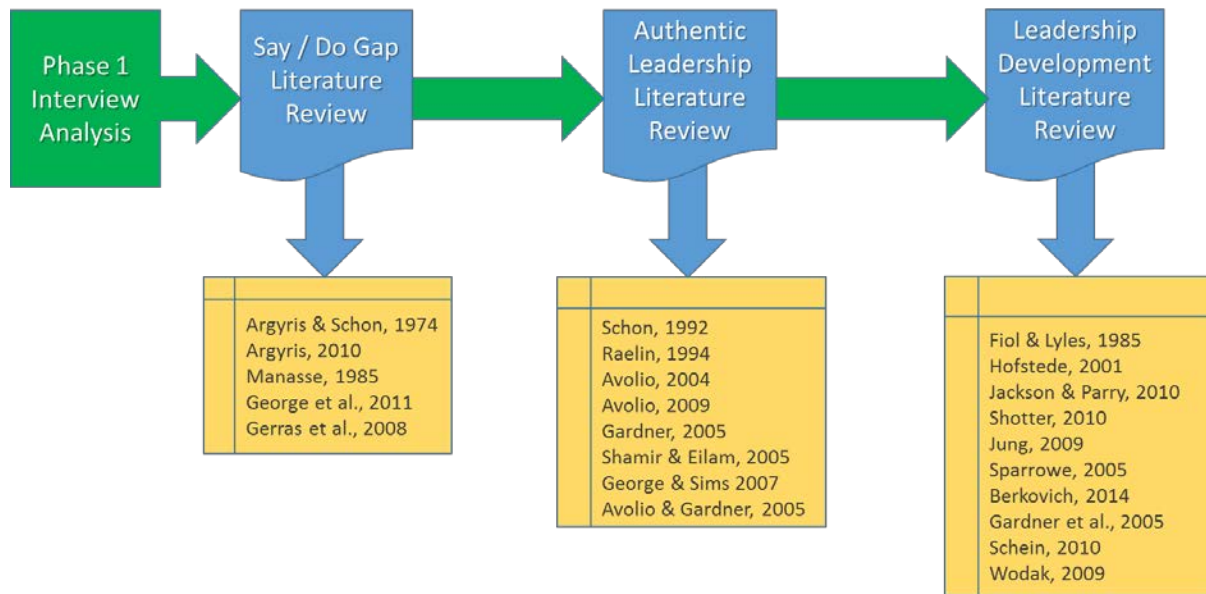 Phase 1
Interview
Analysis
Say / Do Gap
Literature
Review
Authentic
Leadership
Literature
Review
Leadership
Development
Literature
Review
Argyris & Schon, 1974
Argyris, 2010
Manasse, 1985
George et al., 2011
Gerras et al., 2008
Schon, 1992
Raelin, 1994
Avolio, 2004
Avolio, 2009
Gardner, 2005
Shamir & Eilam, 2005
George & Sims 2007
Avolio & Gardner, 2005
Fiol & Lyles, 1985
Hofstede, 2001
Jackson & Parry, 2010
Shotter, 2010
Jung, 2009
Sparrowe, 2005
Berkovich, 2014
Gardner et al., 2005
Schein, 2010
Wodak, 2009